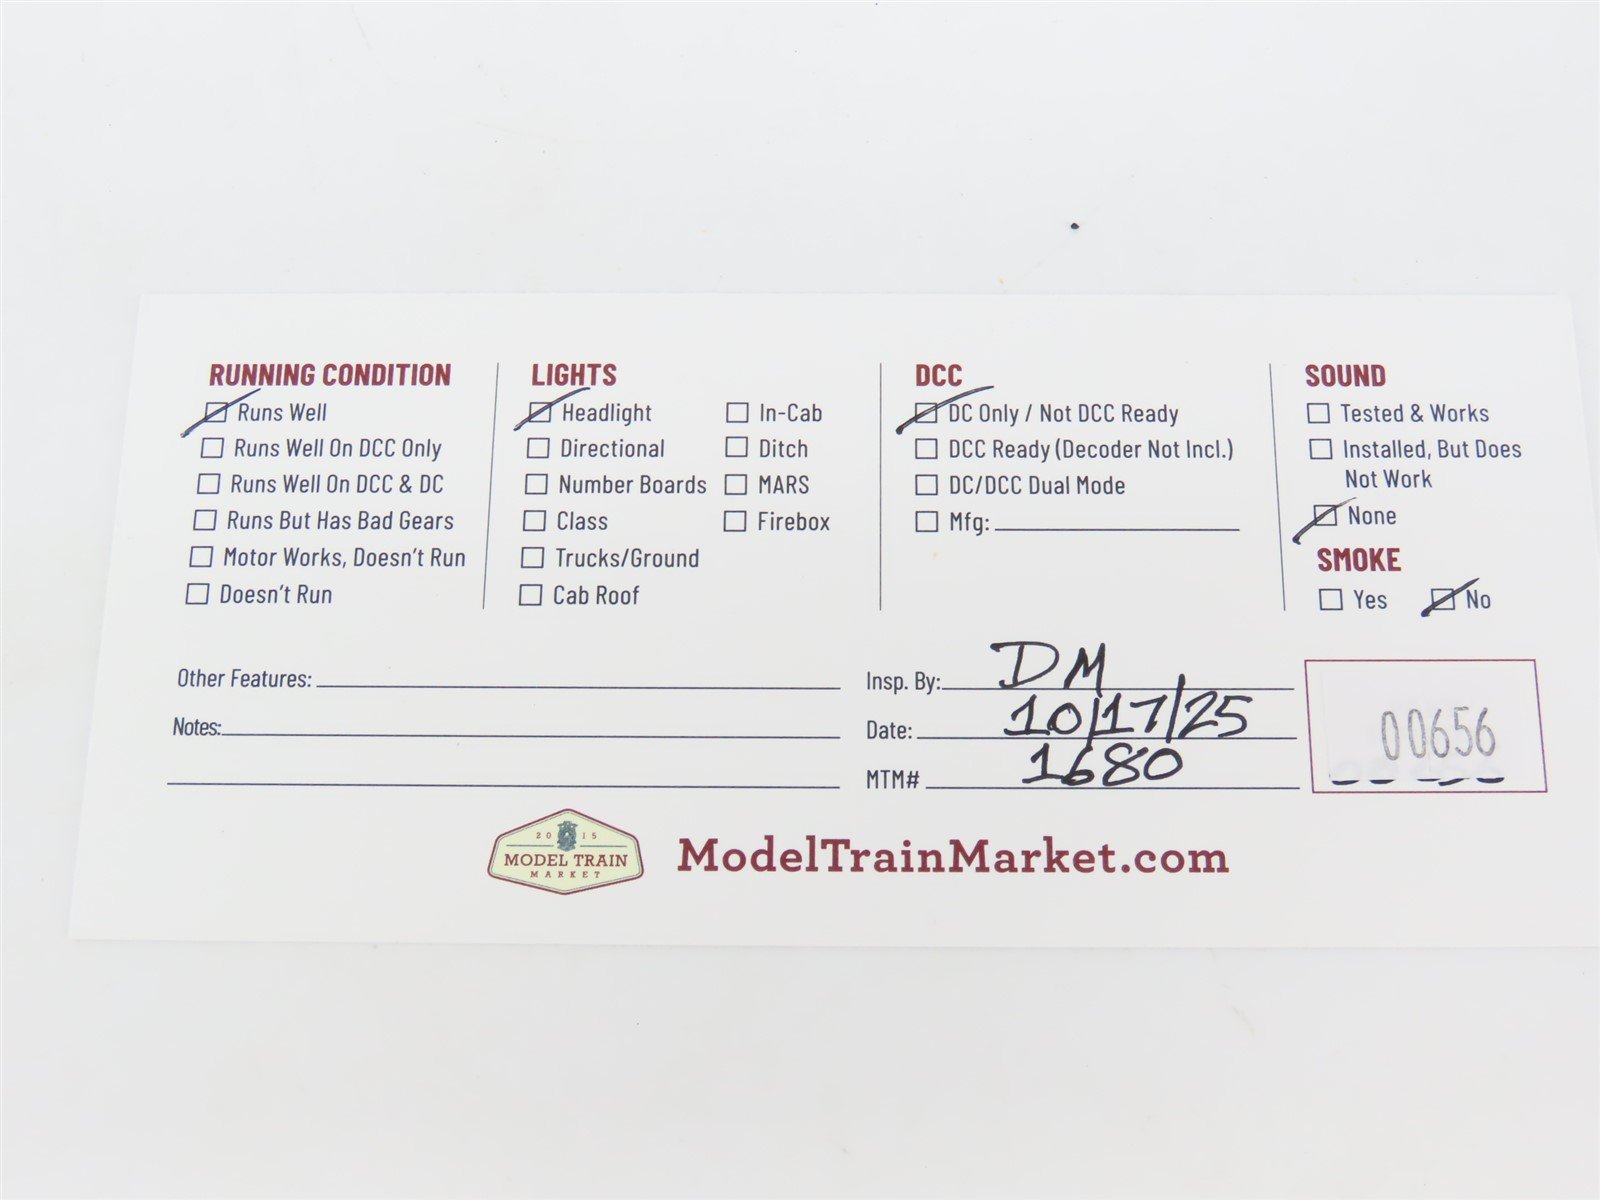 RUNNING CONDITION
Runs Well
Runs Well On DCC Only
Runs Well On DCC & DC
Runs But Has Bad Gears
Motor Works, Doesn't Run
Doesn't Run
LIGHTS
Headlight
Directional
Number Boards
Class
Trucks/Ground
Cab Roof
In-Cab
Ditch
MARS
Firebox
DCC
DC Only / Not DCC Ready
DCC Ready (Decoder Not Incl.)
DC/DCC Dual Mode
Mfg:
SOUND
Tested & Works
Installed, But Does
Not Work
None
SMOKE
Yes No
Other Features:
Notes:
Insp. By: DM
Date: 10/17/25
MTM# 1680
00656
2015
MODEL TRAIN
MARKET
ModelTrainMarket.com